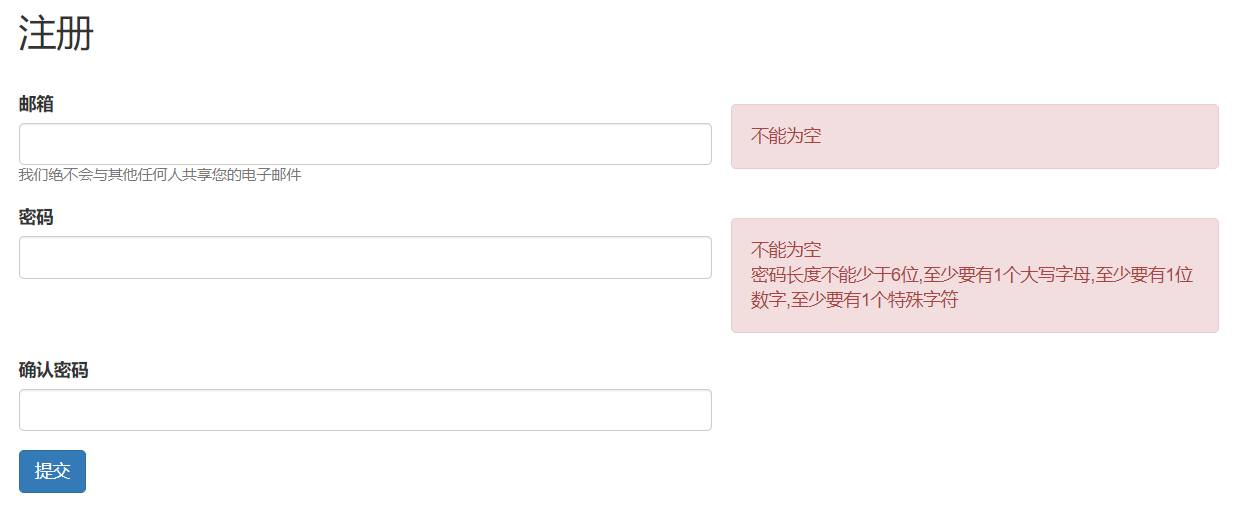 注册
邮箱
不能为空
我们绝不会与其他任何人共享您的电子邮件
密码
不能为空
密码长度不能少于6位,至少要有1个大写字母,至少要有1位
数字,至少要有1个特殊字符
确认密码
提交